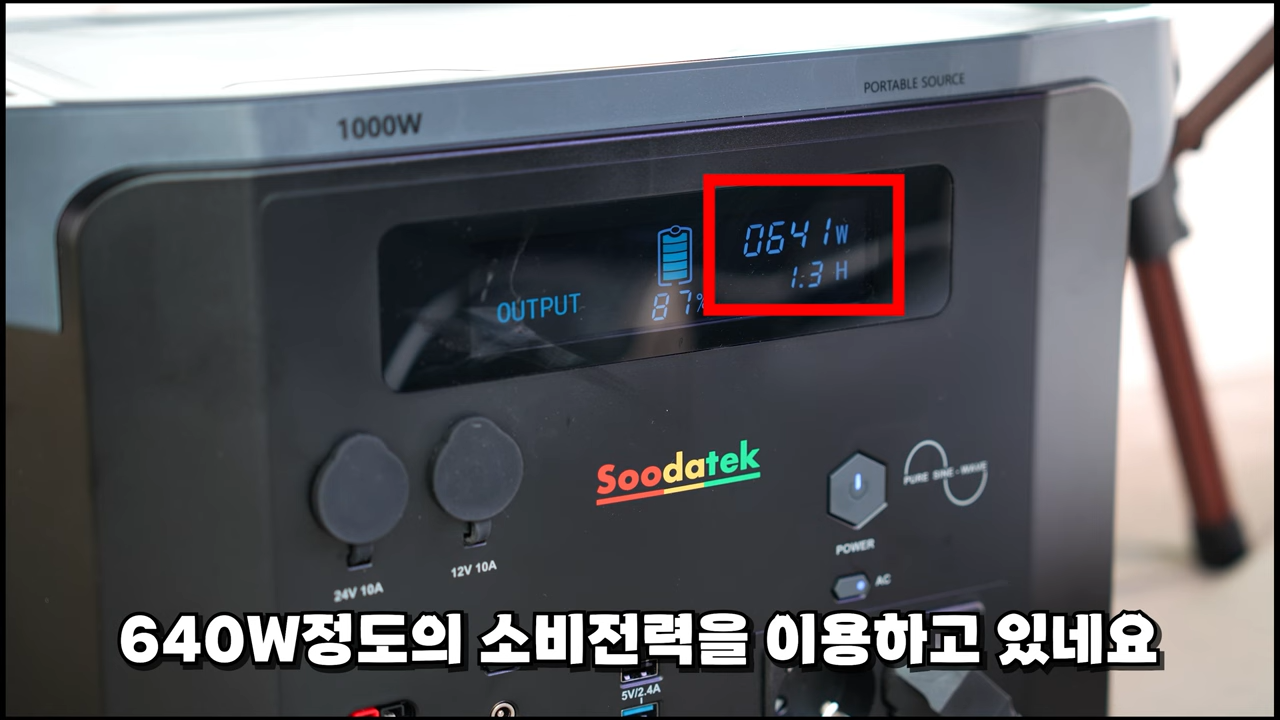 1000W
PORTABLE SOURCE
0641W
1.3 H
OUTPUT
87%
Soodatek
PURE SINE-WAVE
POWER
AC
24V 10A
12V 10A
640W정도의 소비전력을 이용하고 있네요
5V/2.4A